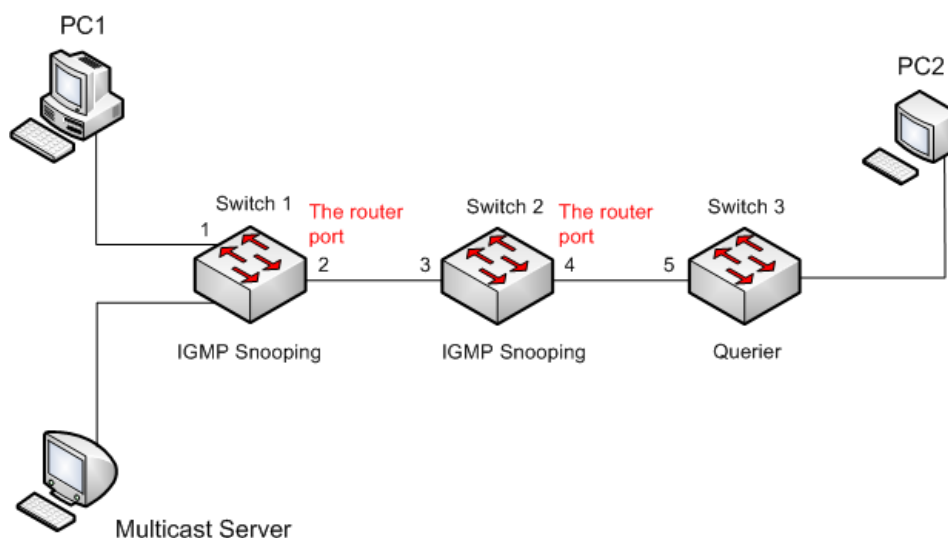 PC1
PC2
Switch 1
The router
port
Switch 2
The router
port
Switch 3
1
2
3
4
5
IGMP Snooping
IGMP Snooping
Querier
Multicast Server